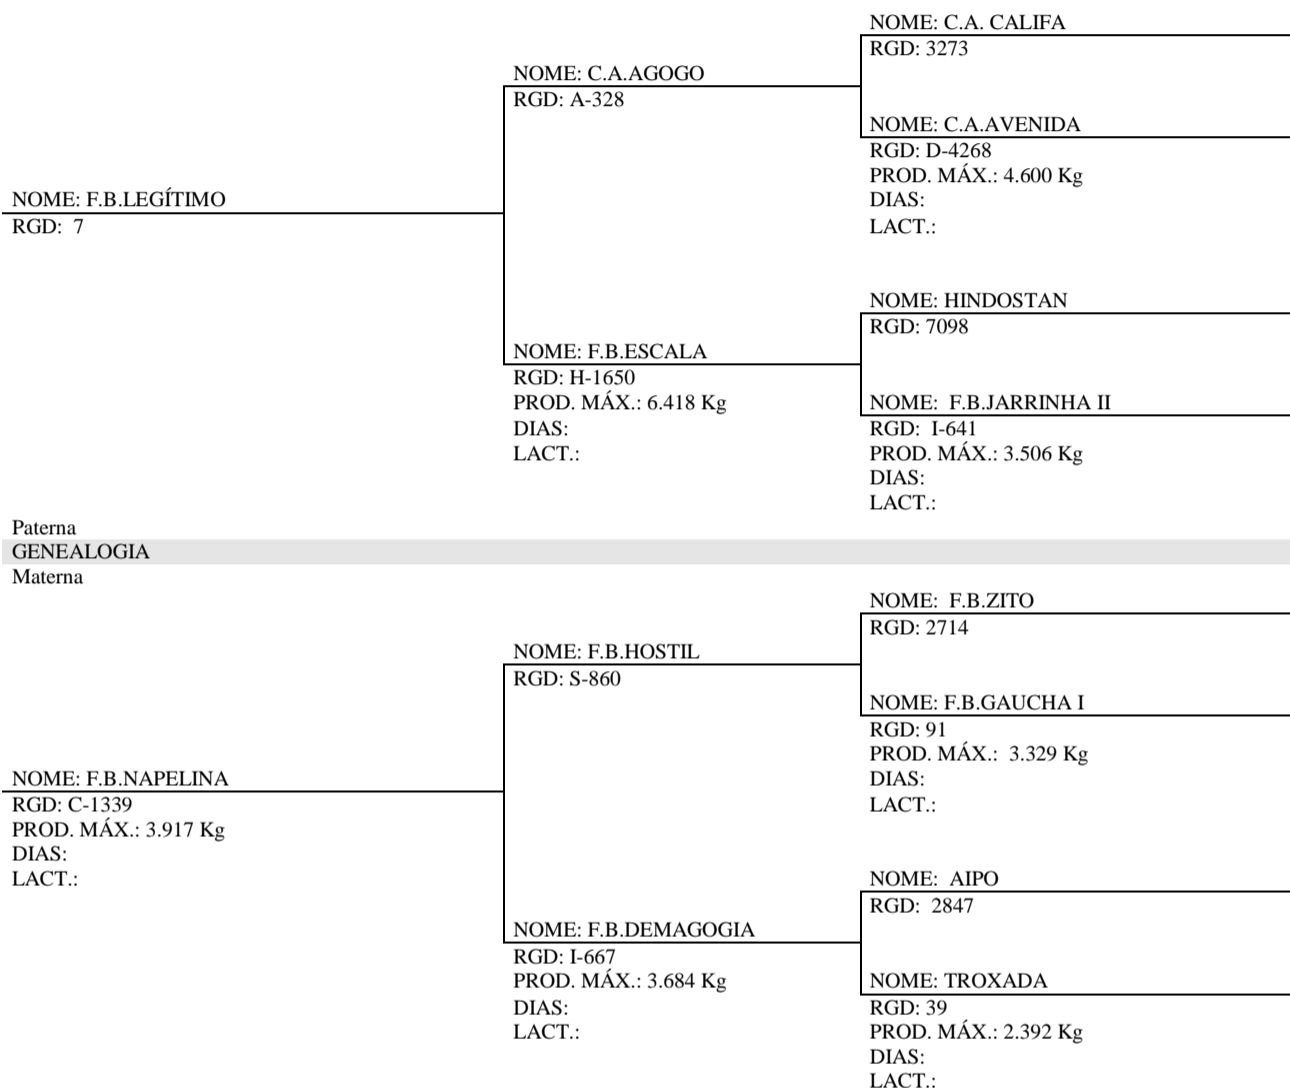 NOME: C.A. CALIFA
RGD: 3273
NOME: C.A.AGOGO
RGD: A-328
NOME: C.A.AVENIDA
RGD: D-4268
PROD. MÁX.: 4.600 Kg
DIAS:
LACT.:
NOME: F.B.LEGÍTIMO
RGD: 7
NOME: HINDOSTAN
RGD: 7098
NOME: F.B.ESCALA
RGD: H-1650
PROD. MÁX.: 6.418 Kg
DIAS:
LACT.:
NOME: F.B.JARRINHA II
RGD: I-641
PROD. MÁX.: 3.506 Kg
DIAS:
LACT.:
Paterna
GENEALOGIA
Materna
NOME: F.B.ZITO
RGD: 2714
NOME: F.B.HOSTIL
RGD: S-860
NOME: F.B.GAUCHA I
RGD: 91
PROD. MÁX.: 3.329 Kg
DIAS:
LACT.:
NOME: F.B.NAPELINA
RGD: C-1339
PROD. MÁX.: 3.917 Kg
DIAS:
LACT.:
NOME: AIPO
RGD: 2847
NOME: F.B.DEMAGOGIA
RGD: I-667
PROD. MÁX.: 3.684 Kg
DIAS:
LACT.:
NOME: TROXADA
RGD: 39
PROD. MÁX.: 2.392 Kg
DIAS:
LACT.: